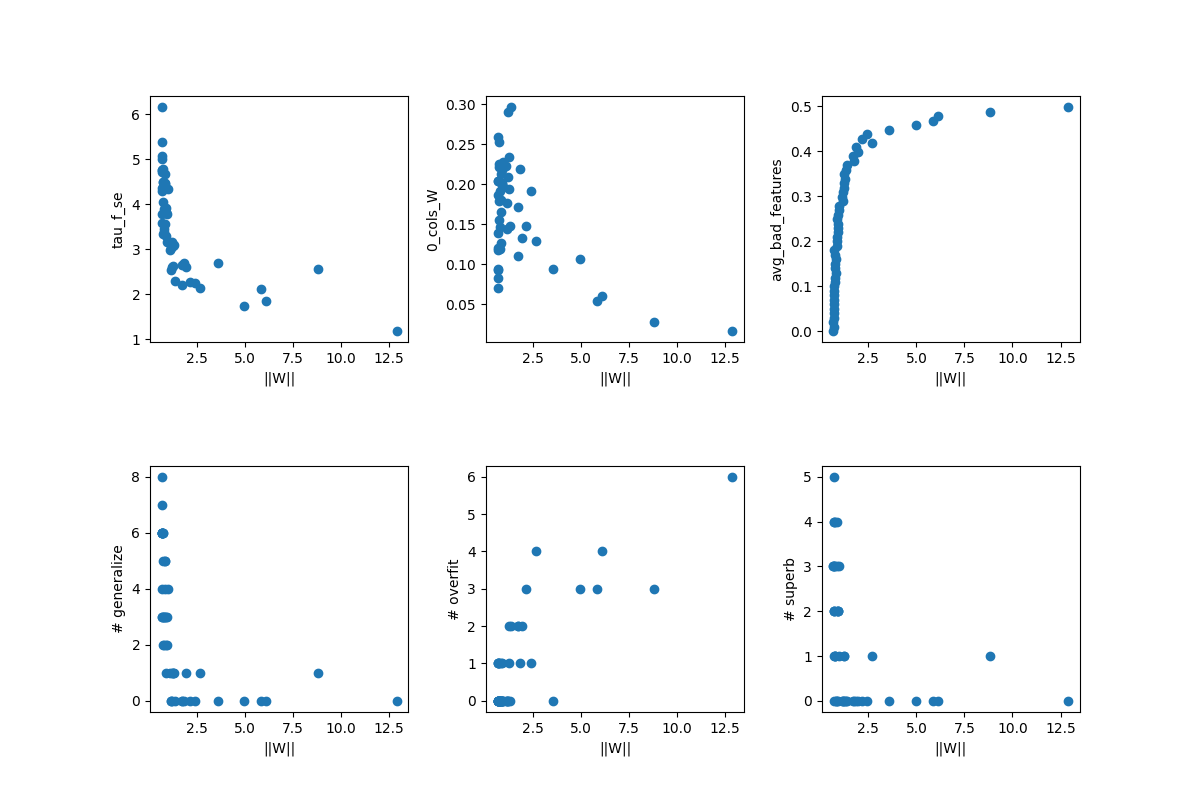 6
5
4
3
2
1
tau_f_se
2.5 5.0 7.5 10.0 12.5
||W||
0.30
0.25
0.20
0.15
0.10
0.05
0_cols_W
2.5 5.0 7.5 10.0 12.5
||W||
0.5
0.4
0.3
0.2
0.1
0.0
avg_bad_features
2.5 5.0 7.5 10.0 12.5
||W||
8
6
4
2
0
# generalize
2.5 5.0 7.5 10.0 12.5
||W||
6
5
4
3
2
1
0
# overfit
2.5 5.0 7.5 10.0 12.5
||W||
5
4
3
2
1
0
# superb
2.5 5.0 7.5 10.0 12.5
||W||